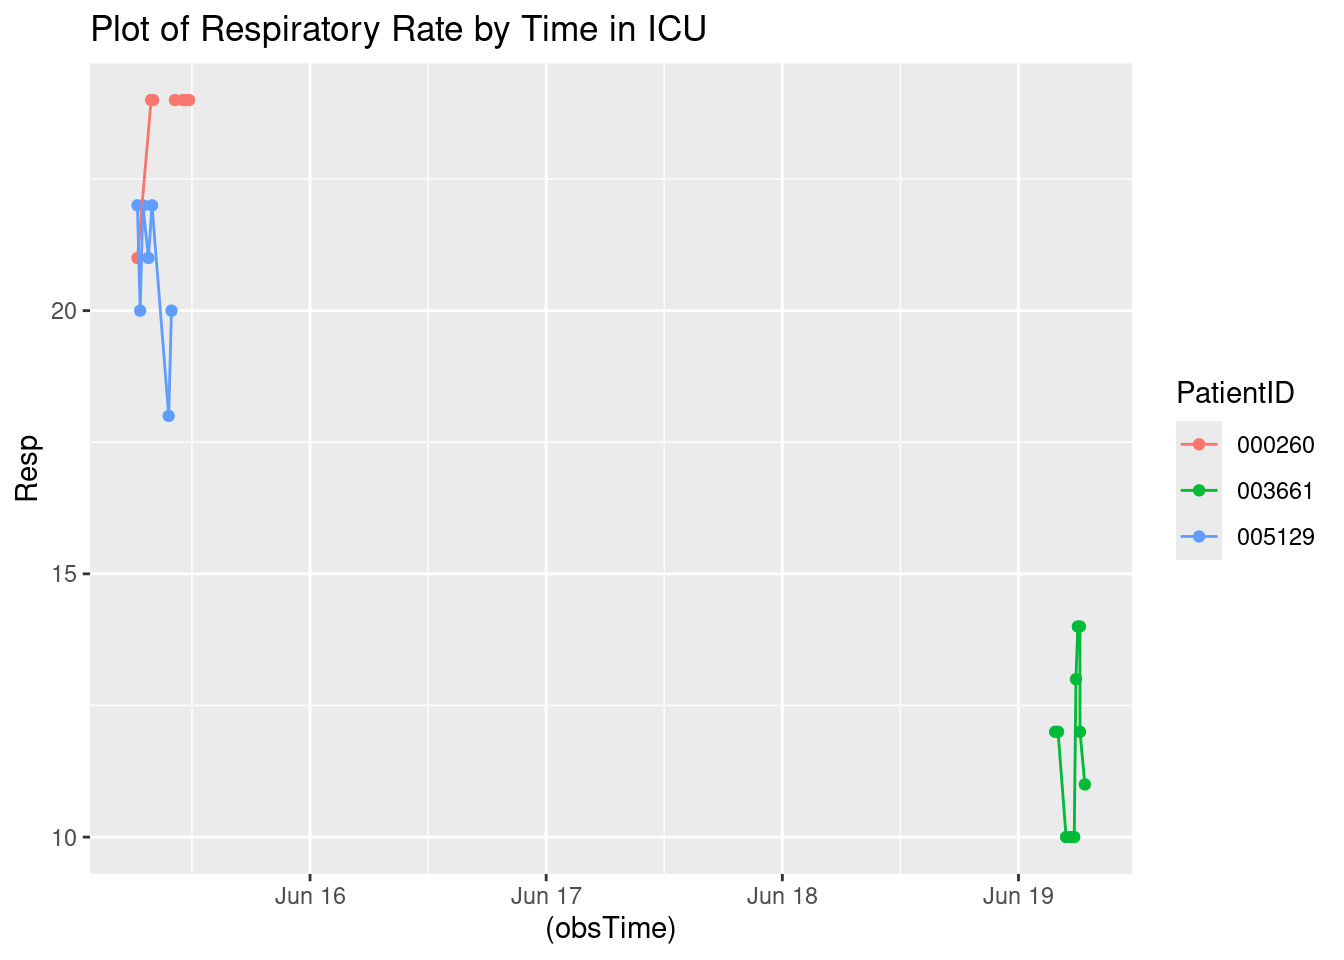 Plot of Respiratory Rate by Time in ICU
Resp
20
15
10
Jun 16 Jun 17 Jun 18 Jun 19
(obsTime)
PatientID
000260
003661
005129